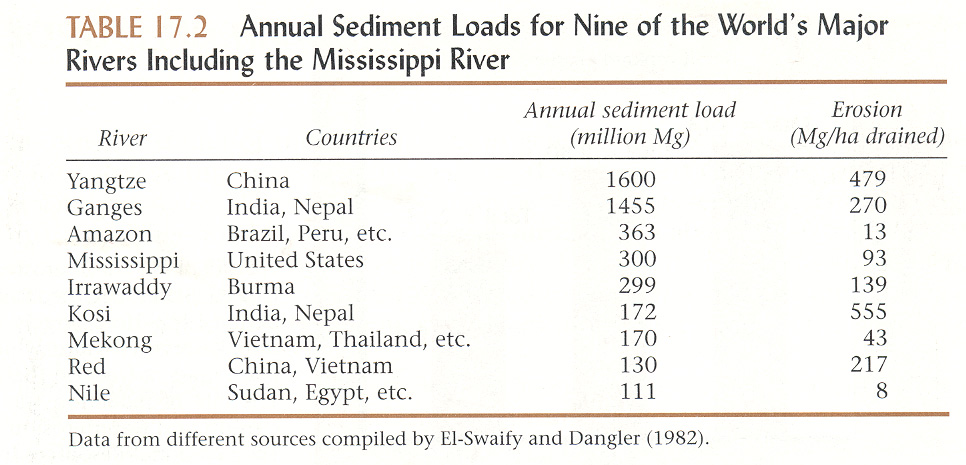 TABLE 17.2 Annual Sediment Loads for Nine of the World's Major
Rivers Including the Mississippi River
Annual sediment load Erosion
River Countries (million Mg) (Mg/ha drained)
Yangtze China 1600 479
Ganges India, Nepal 1455 270
Amazon Brazil, Peru, etc. 363 13
Mississippi United States 300 93
Irrawaddy Burma 299 139
Kosi India, Nepal 172 555
Mekong Vietnam, Thailand, etc. 170 43
Red China, Vietnam 130 217
Nile Sudan, Egypt, etc. 111 8
Data from different sources compiled by El-Swaify and Dangler (1982).